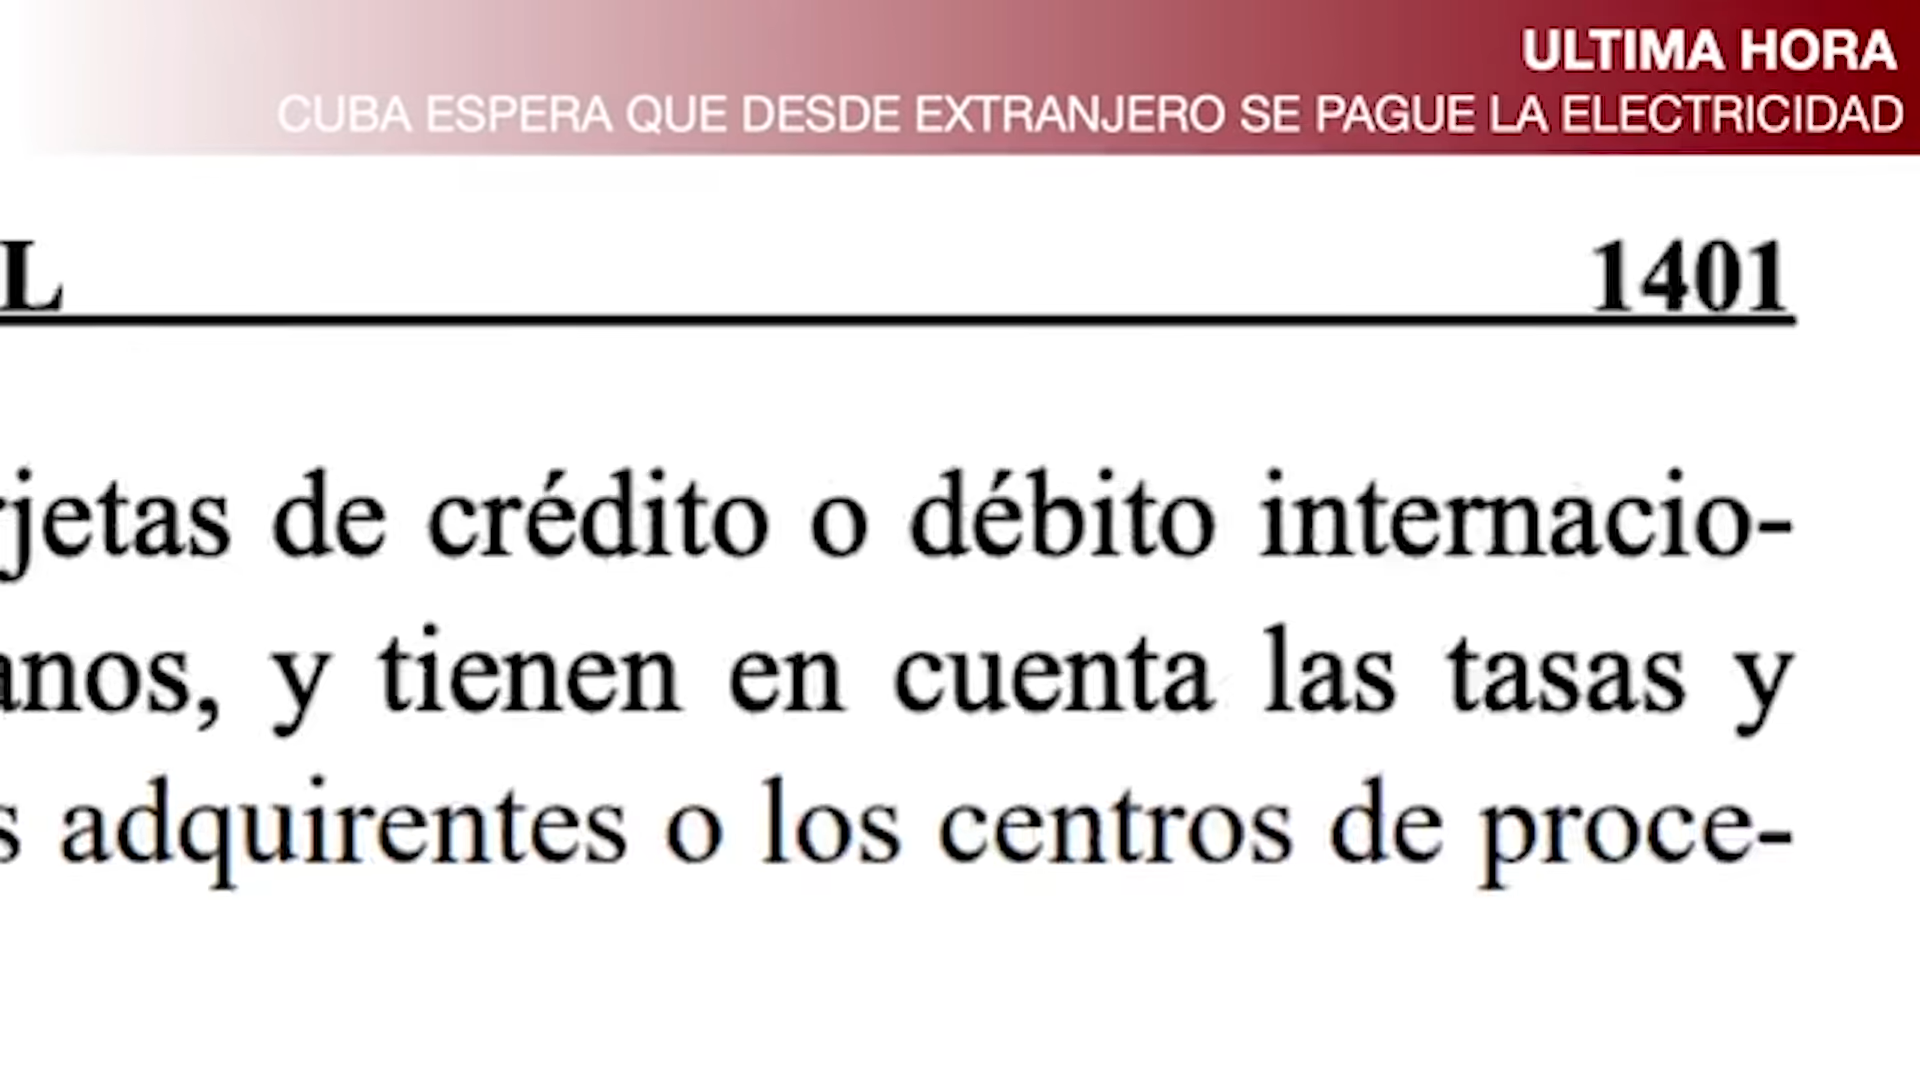 ULTIMA HORA
CUBA ESPERA QUE DESDE EXTRANJERO SE PAGUE LA ELECTRICIDAD
L 1401
rjetas de crédito o débito internacio-
anos, y tienen en cuenta las tasas y
s adquirentes o los centros de proce-